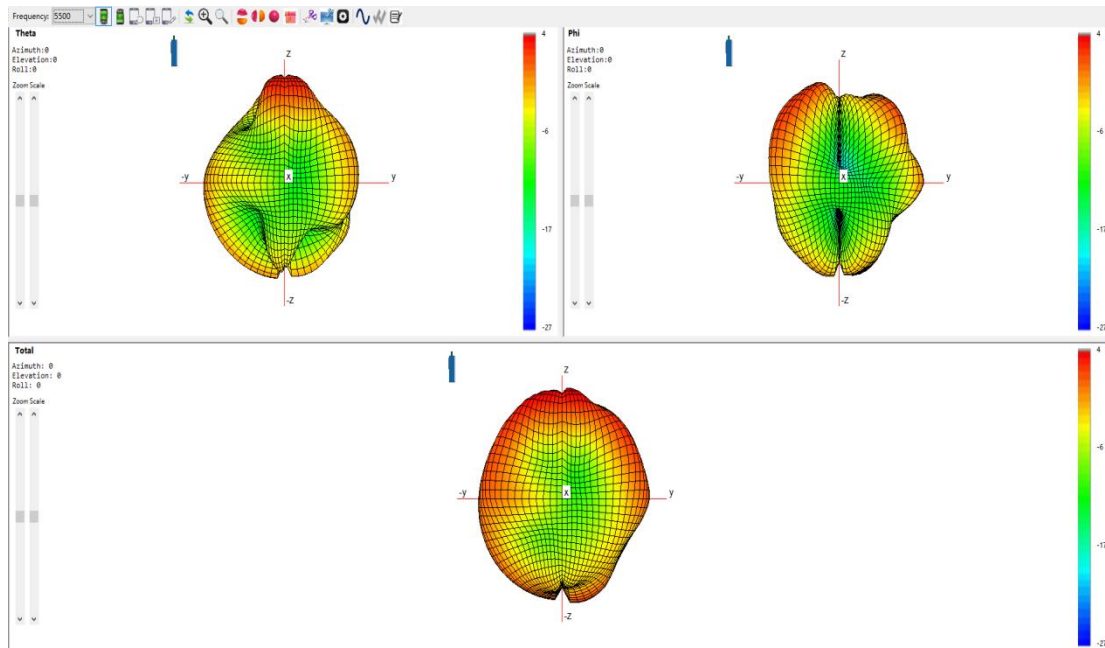 Frequency: 5500
Theta
Azimuth:0
Elevation:0
Roll:0
Zoom Scale
Z
-y
X
y
-Z
4
-6
-17
-27
Phi
Azimuth:0
Elevation:0
Roll:0
Zoom Scale
Z
-y
X
y
-Z
4
-6
-17
-27
Total
Azimuth: 0
Elevation: 0
Roll: 0
Zoom Scale
Z
-y
X
y
-Z
4
-6
-17
-27